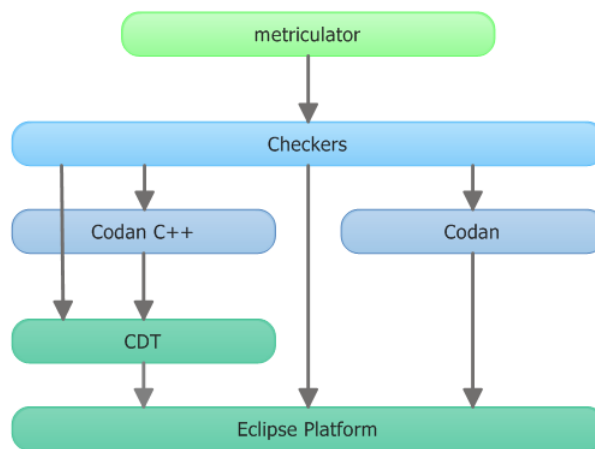 metriculator
Checkers
Codan C++
Codan
CDT
Eclipse Platform